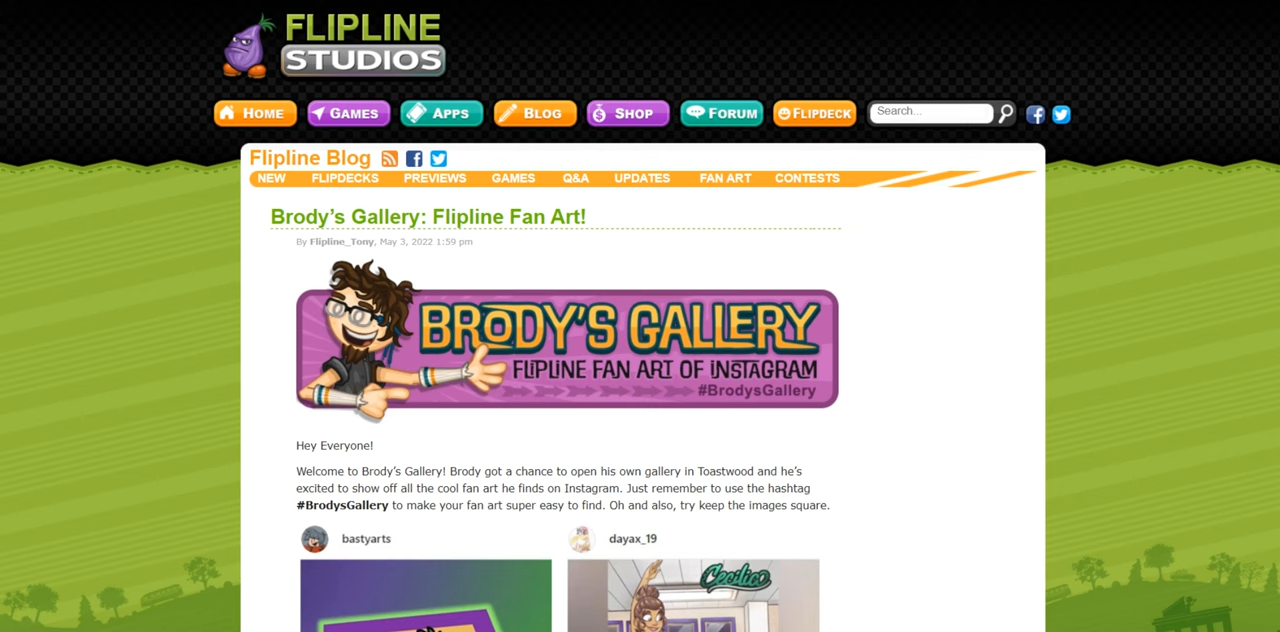 FLIPLINE
STUDIOS
HOME GAMES APPS BLOG SHOP FORUM FLIPDECK Search...
Flipline Blog
NEW FLIPDECKS PREVIEWS GAMES Q&A UPDATES FAN ART CONTESTS
Brody’s Gallery: Flipline Fan Art!
By Flipline_Tony, May 3, 2022 1:59 pm
BRODY'S GALLERY
FLIPLINE FAN ART OF INSTAGRAM
#BrodysGallery
Hey Everyone!
Welcome to Brody’s Gallery! Brody got a chance to open his own gallery in Toastwood and he’s
excited to show off all the cool fan art he finds on Instagram. Just remember to use the hashtag
#BrodysGallery to make your fan art super easy to find. Oh and also, try keep the images square.
bastyarts dayax_19
Cecilia